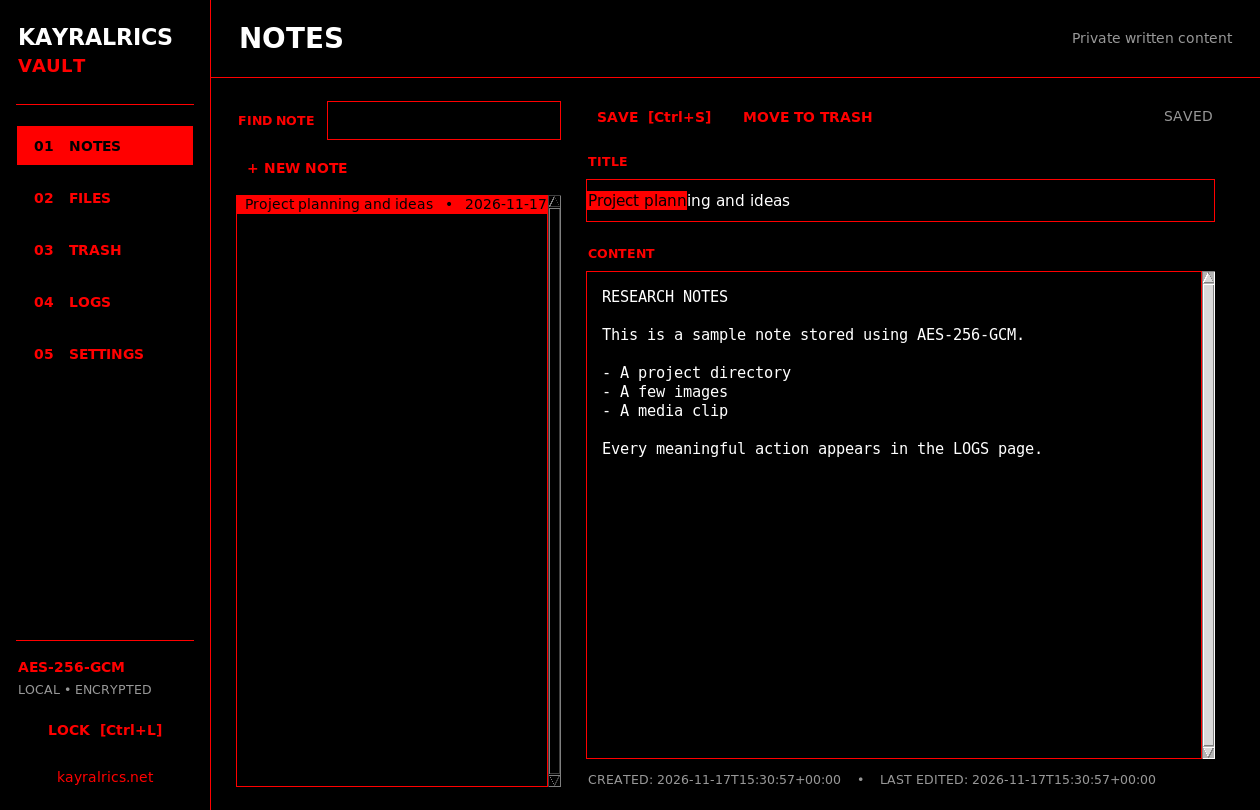 KAYRALRICS
VAULT
01 NOTES
02 FILES
03 TRASH
04 LOGS
05 SETTINGS
AES-256-GCM
LOCAL • ENCRYPTED
LOCK [Ctrl+L]
kayralrics.net
NOTES
Private written content
FIND NOTE
+ NEW NOTE
Project planning and ideas • 2026-11-17
SAVE [Ctrl+S] MOVE TO TRASH
SAVED
TITLE
Project planning and ideas
CONTENT
RESEARCH NOTES
This is a sample note stored using AES-256-GCM.
- A project directory
- A few images
- A media clip
Every meaningful action appears in the LOGS page.
CREATED: 2026-11-17T15:30:57+00:00 • LAST EDITED: 2026-11-17T15:30:57+00:00